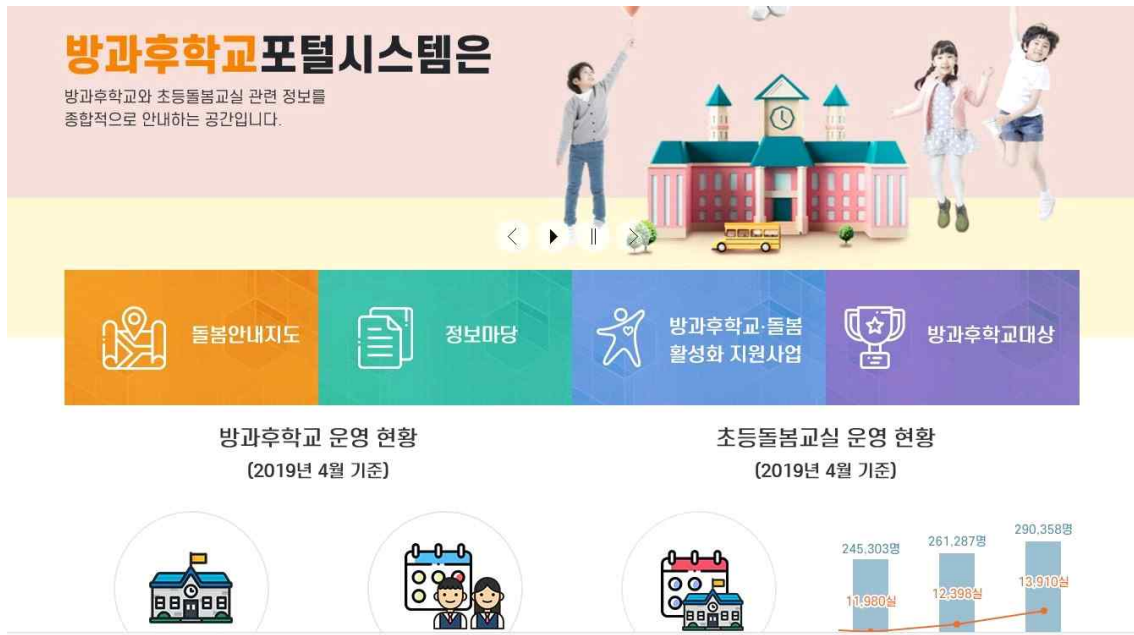 방과후학교포털시스템은
방과후학교와 초등돌봄교실 관련 정보를
종합적으로 안내하는 공간입니다.
돌봄안내지도
정보마당
방과후학교·돌봄
활성화 지원사업
방과후학교대상
방과후학교 운영 현황
(2019년 4월 기준)
초등돌봄교실 운영 현황
(2019년 4월 기준)
245,303명
261,287명
290,358명
11,980실
12,398실
13,910실